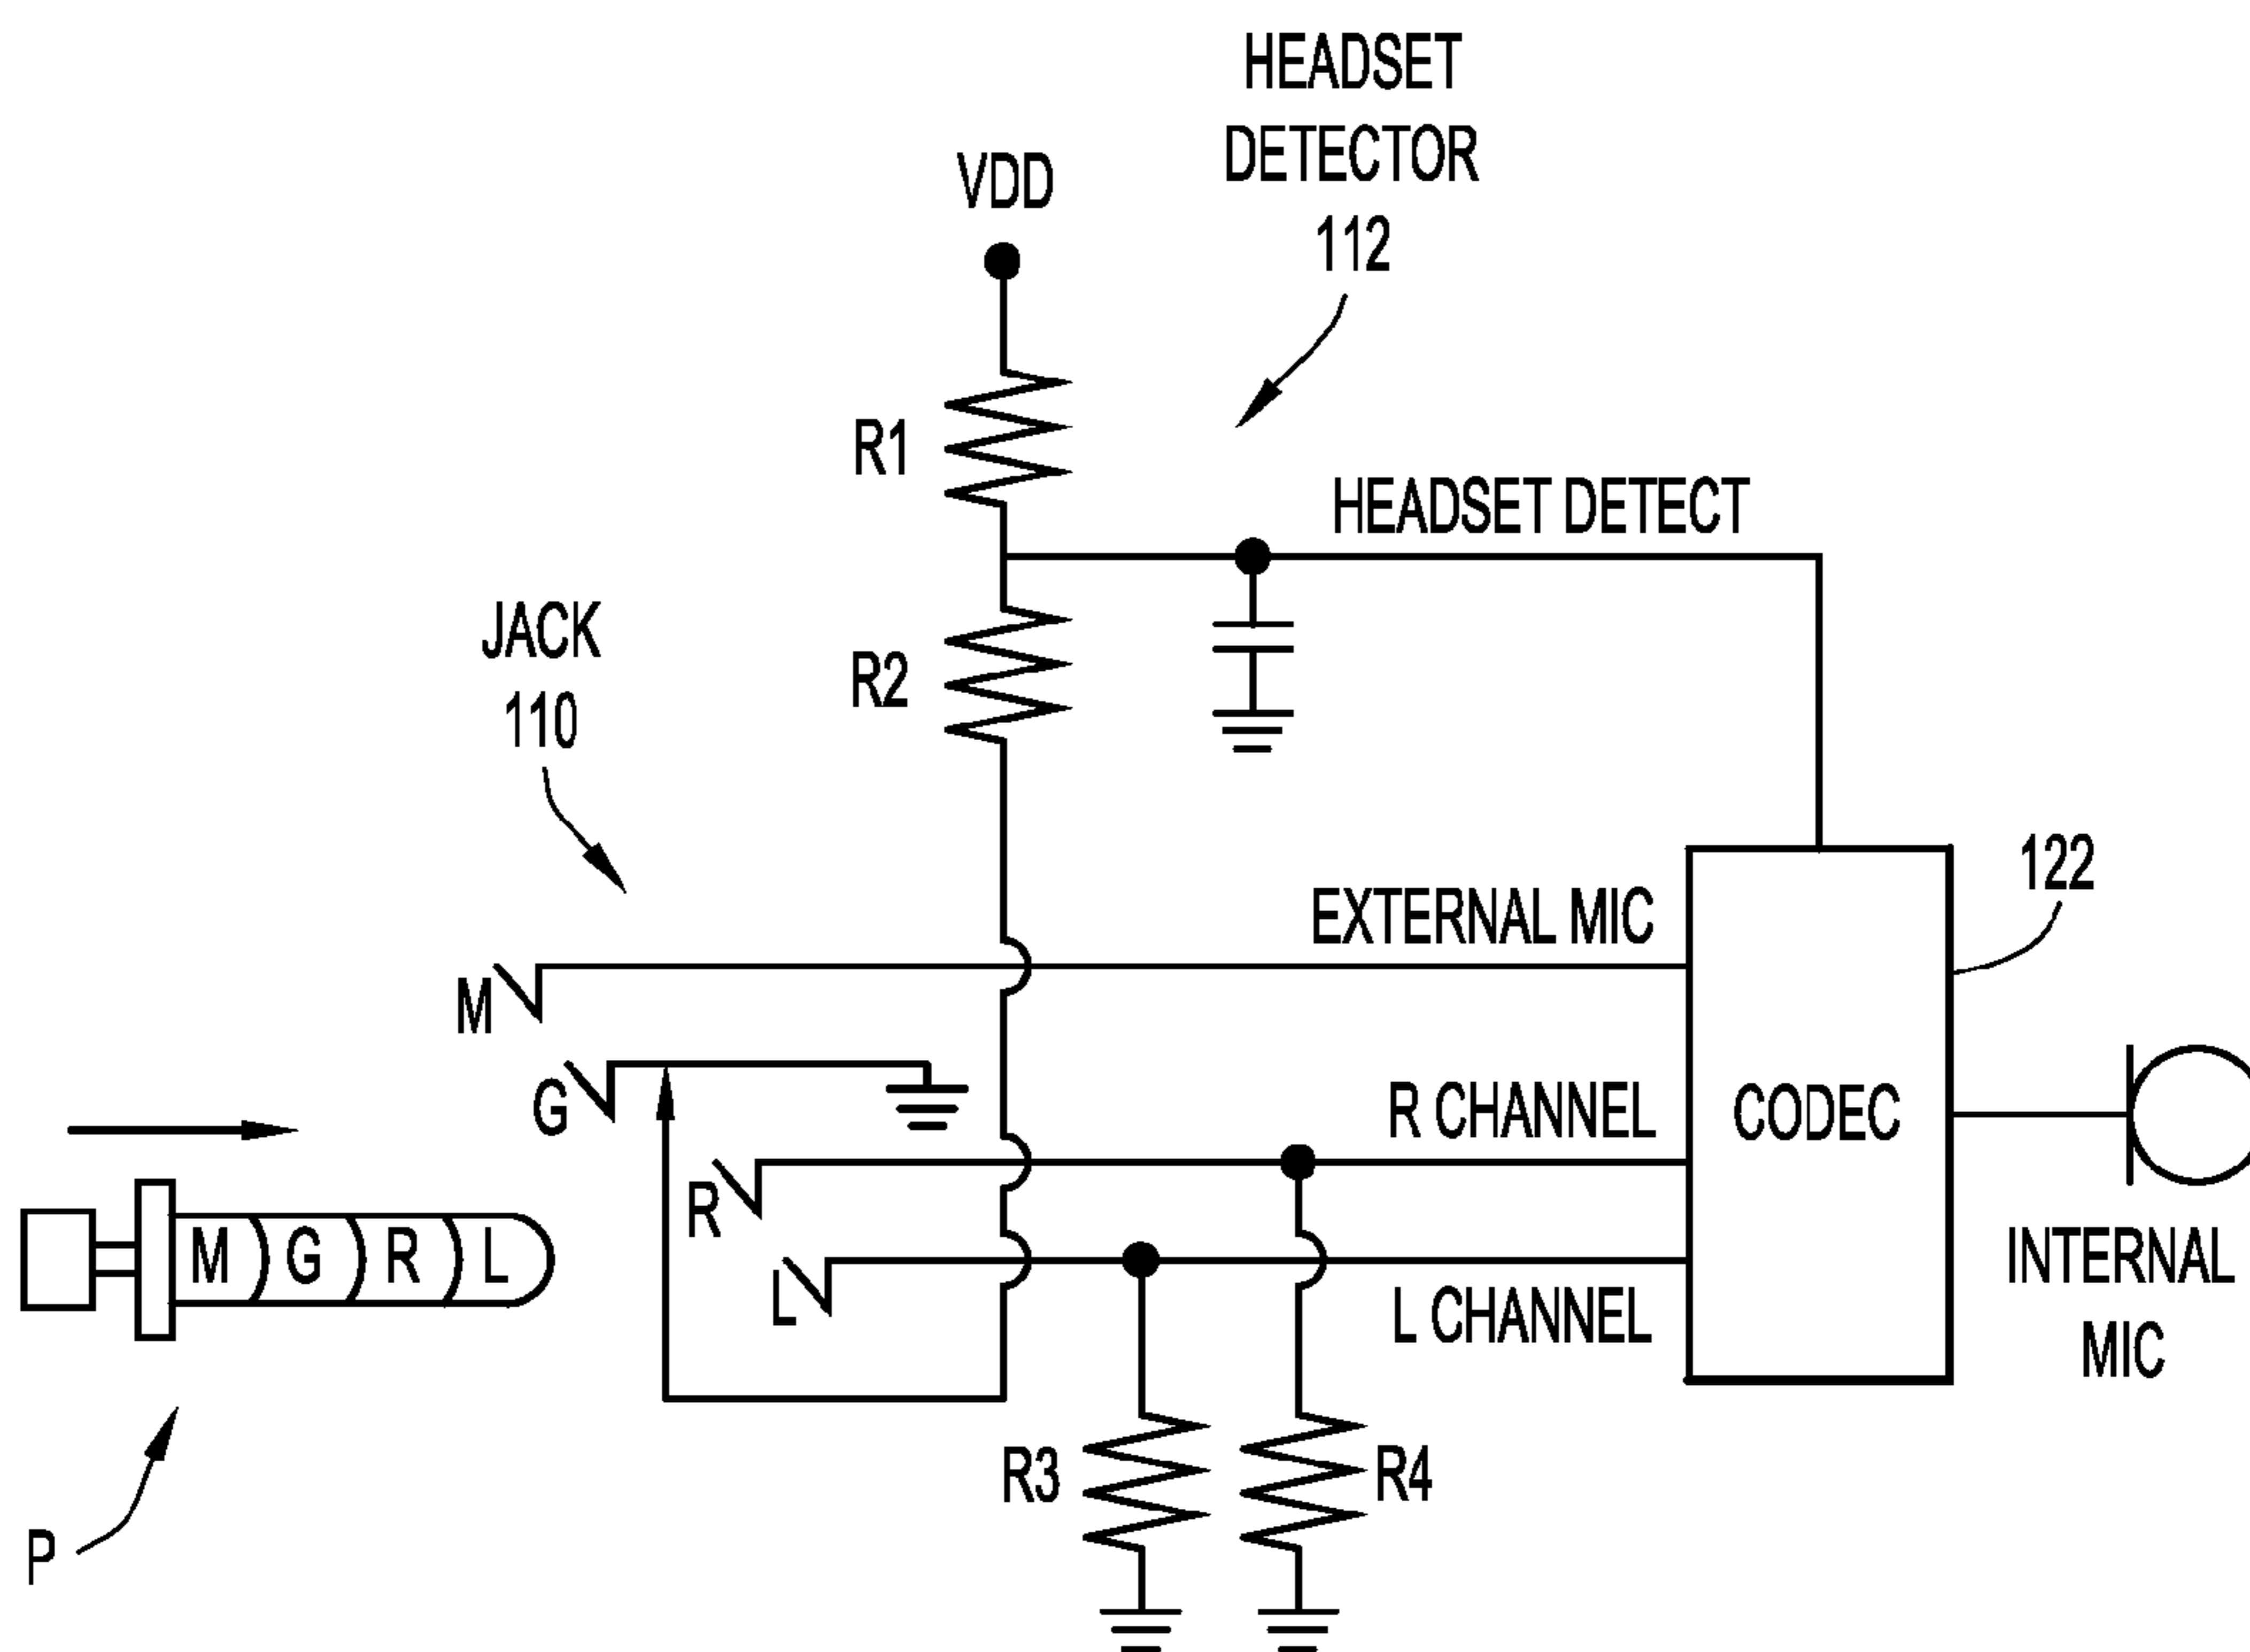 HEADSET
DETECTOR
112
VDD
R1
HEADSET DETECT
JACK
110
R2
122
EXTERNAL MIC
M
G
R CHANNEL
CODEC
R
L
M G R L
L CHANNEL
INTERNAL
MIC
R3
R4
P